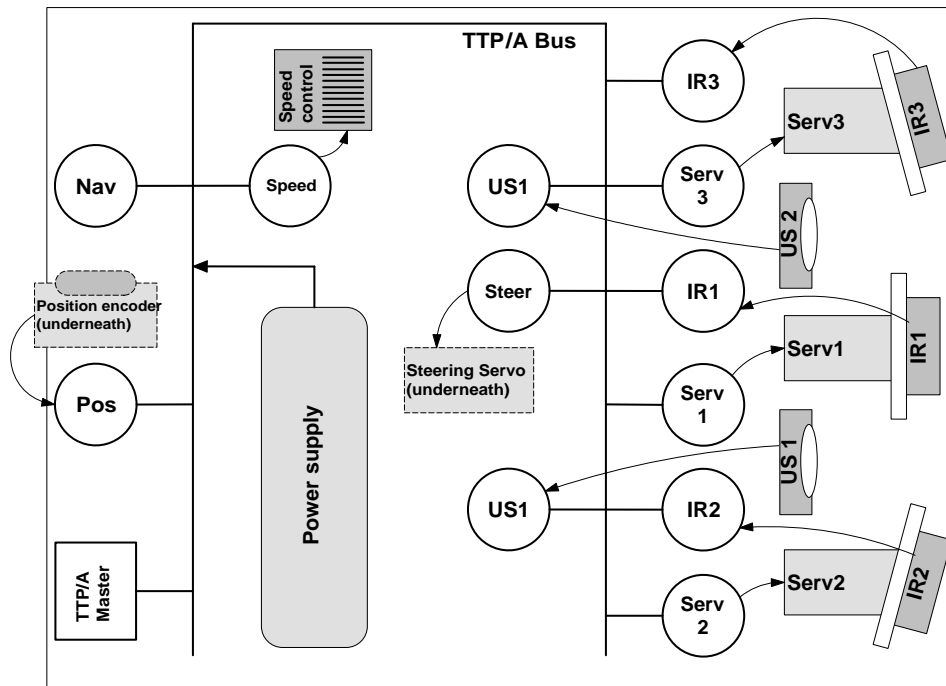 TTP/A Bus
Speed
control
IR3
Serv3
IR3
Nav
Speed
US1
Serv
3
US 2
Position encoder
(underneath)
Steer
IR1
Serv1
IR1
Steering Servo
(underneath)
Pos
Serv
1
US 1
Power supply
US1
IR2
TTP/A
Master
Serv2
IR2
Serv
2